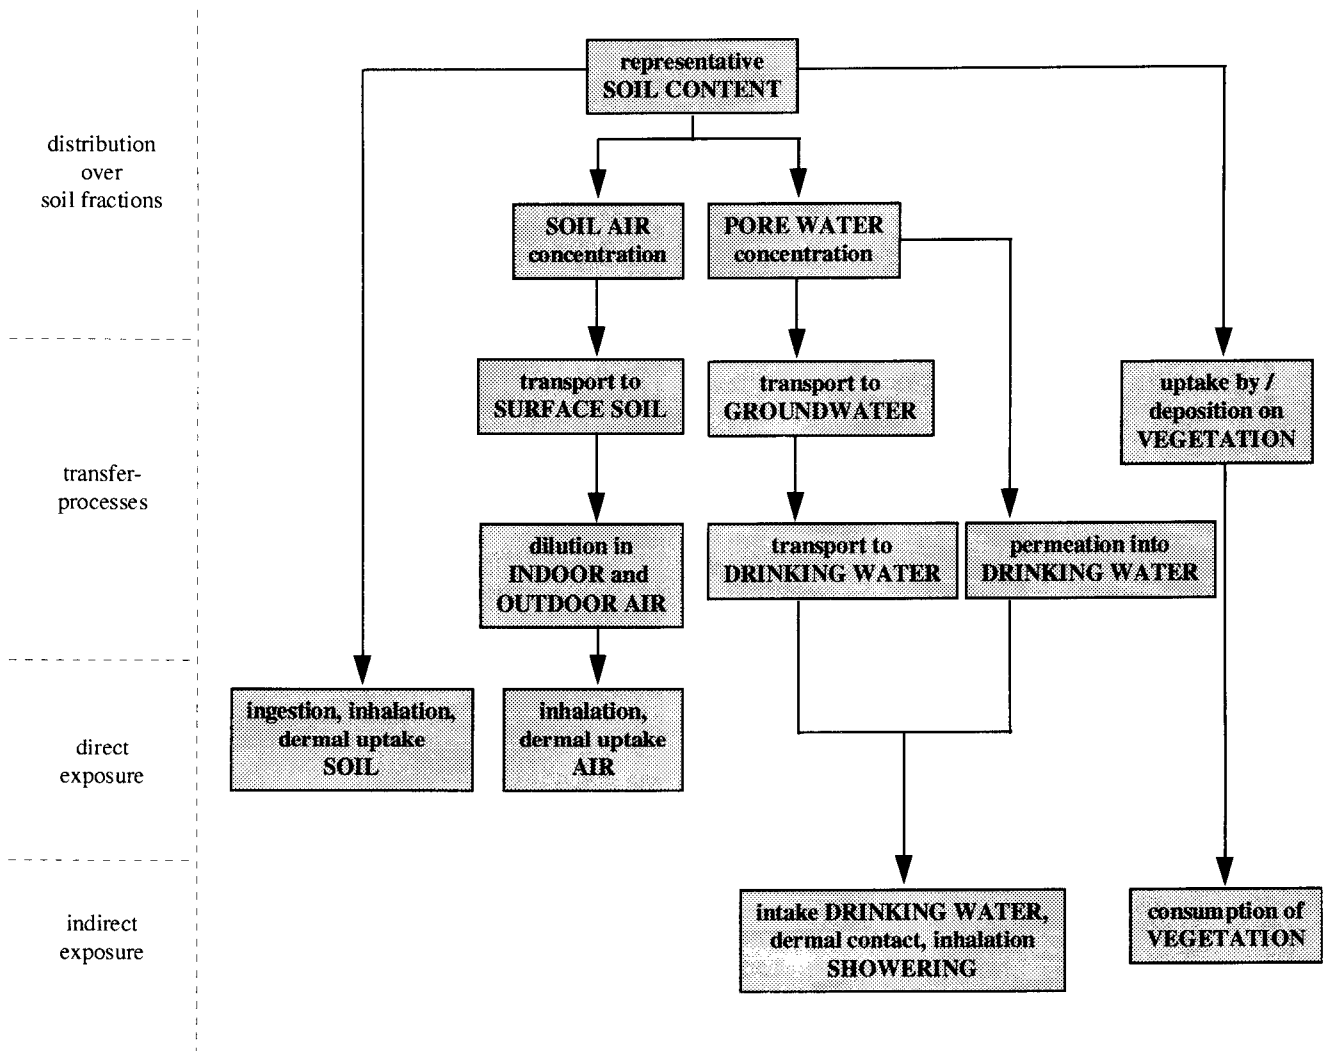 representative
SOIL CONTENT
distribution
over
soil fractions
SOIL AIR
concentration
PORE WATER
concentration
transfer-
processes
transport to
SURFACE SOIL
transport to
GROUNDWATER
uptake by /
deposition on
VEGETATION
dilution in
INDOOR and
OUTDOOR AIR
transport to
DRINKING WATER
permeation into
DRINKING WATER
direct
exposure
ingestion, inhalation,
dermal uptake
SOIL
inhalation,
dermal uptake
AIR
indirect
exposure
intake DRINKING WATER,
dermal contact, inhalation
SHOWERING
consumption of
VEGETATION